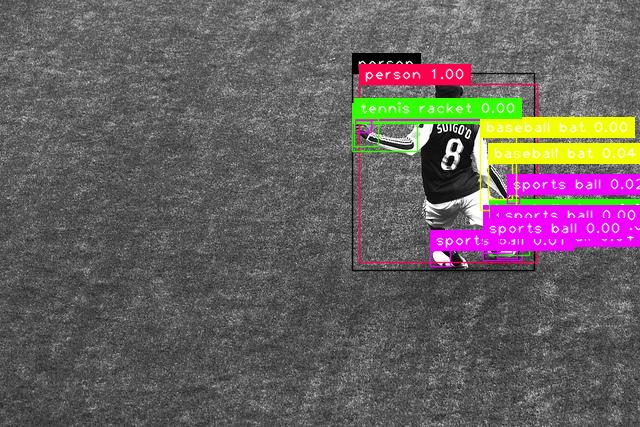 person
person 1.00
tennis racket 0.00
baseball bat 0.00
SUIGO'D
baseball bat 0.04
8
sports ball 0.02
sports ball 0.00
sports ball 0.00
sports ball 0.01